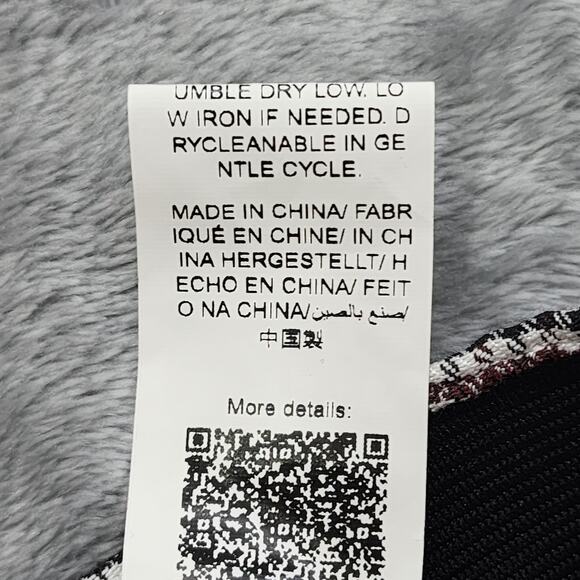 UMBLE DRY LOW. LO
W IRON IF NEEDED. D
RYCLEANABLE IN GE
NTLE CYCLE.
MADE IN CHINA/ FABR
IQUÉ EN CHINE/ IN CH
INA HERGESTELLT/ H
ECHO EN CHINA/ FEIT
O NA CHINA/صنع بالصين/
中国製
More details: